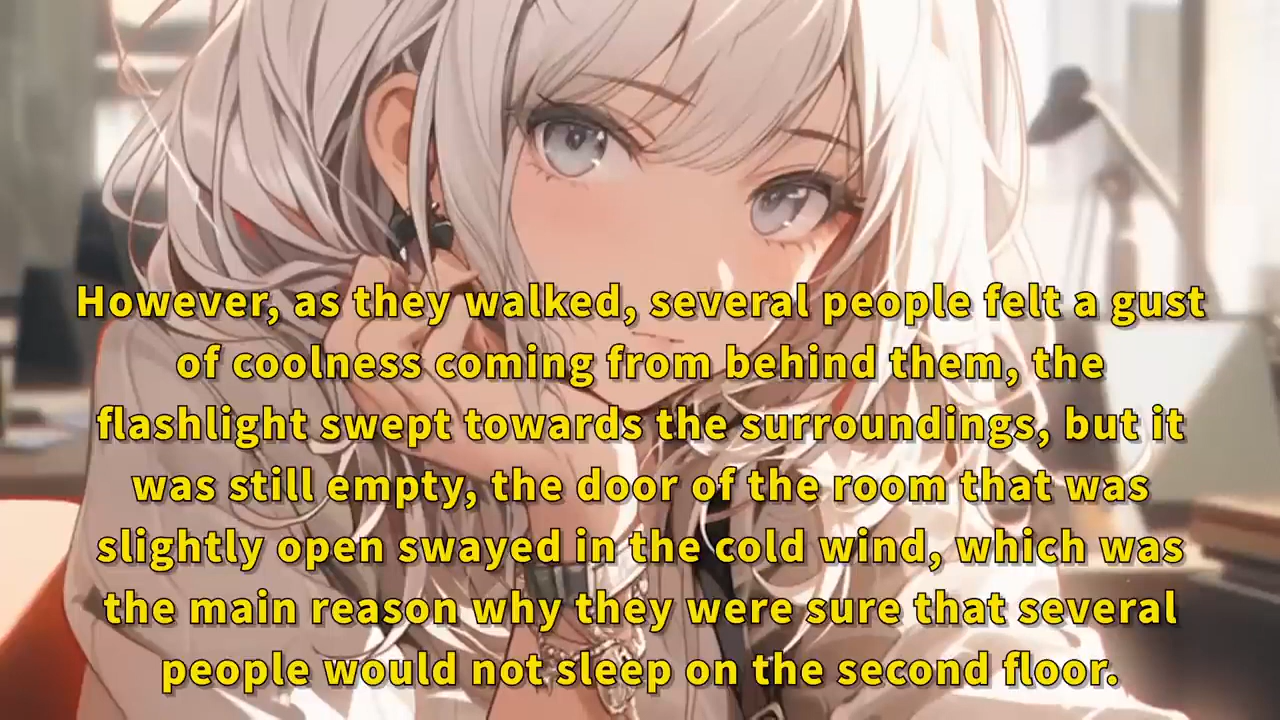 However, as they walked, several people felt a gust
of coolness coming from behind them, the
flashlight swept towards the surroundings, but it
was still empty, the door of the room that was
slightly open swayed in the cold wind, which was
the main reason why they were sure that several
people would not sleep on the second floor.